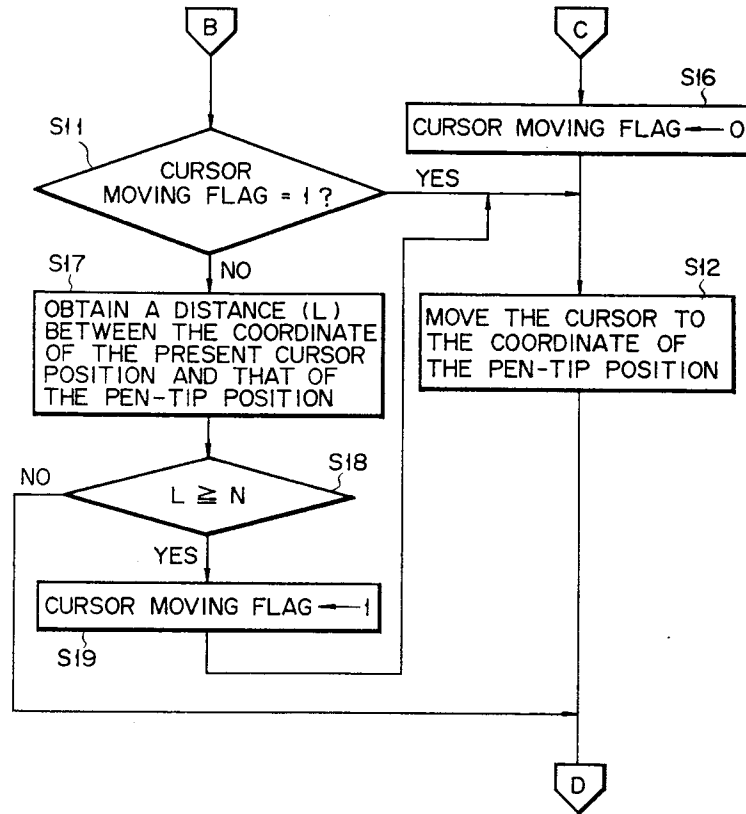 B
C
S16
CURSOR MOVING FLAG ← 0
S11
CURSOR
MOVING FLAG = 1 ?
YES
NO
S17
OBTAIN A DISTANCE (L)
BETWEEN THE COORDINATE
OF THE PRESENT CURSOR
POSITION AND THAT OF
THE PEN-TIP POSITION
S12
MOVE THE CURSOR TO
THE COORDINATE OF
THE PEN-TIP POSITION
S18
NO
L ≧ N
YES
CURSOR MOVING FLAG ← 1
S19
D